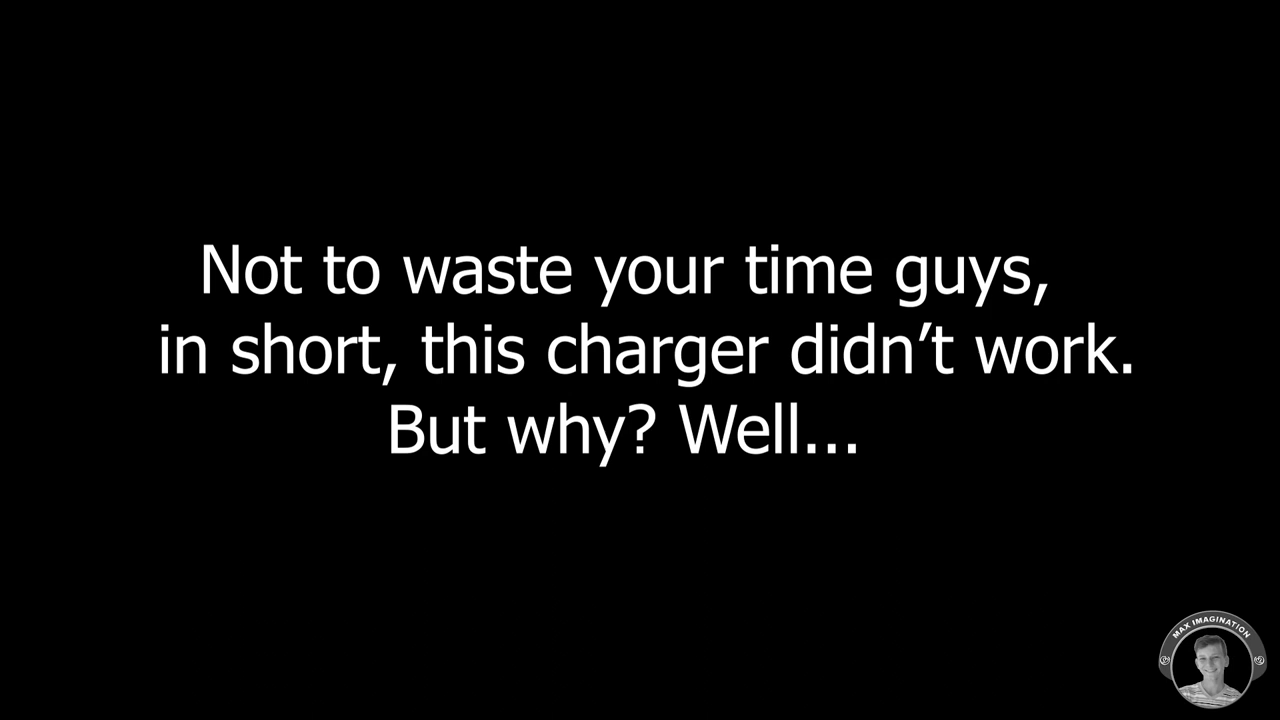 Not to waste your time guys,
in short, this charger didn’t work.
But why? Well...
MAX IMAGINATION